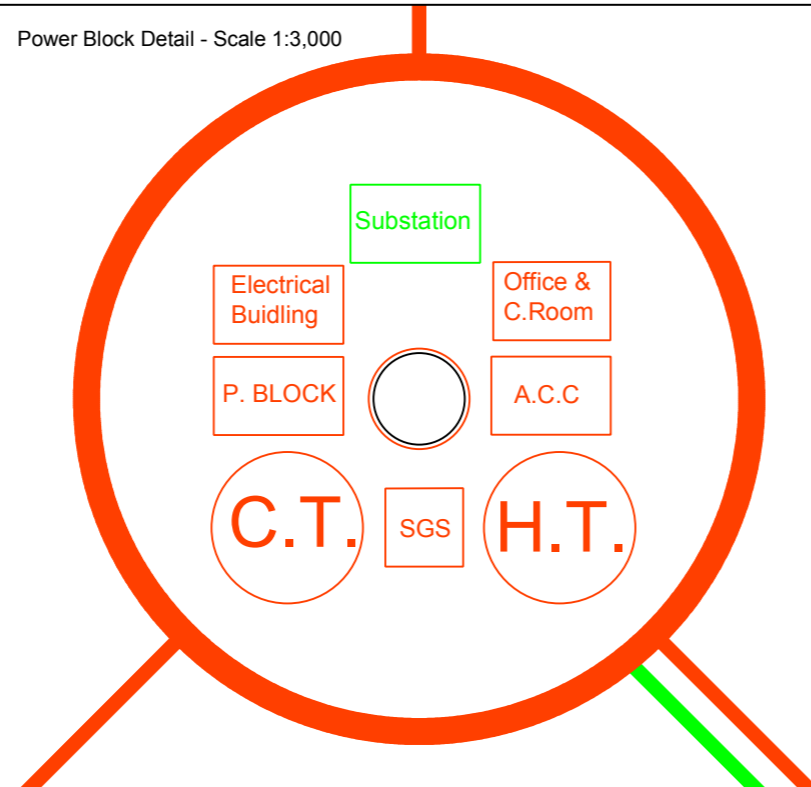 Power Block Detail - Scale 1:3,000
Substation
Electrical
Buidling
Office &
C.Room
P. BLOCK
A.C.C
C.T.
SGS
H.T.